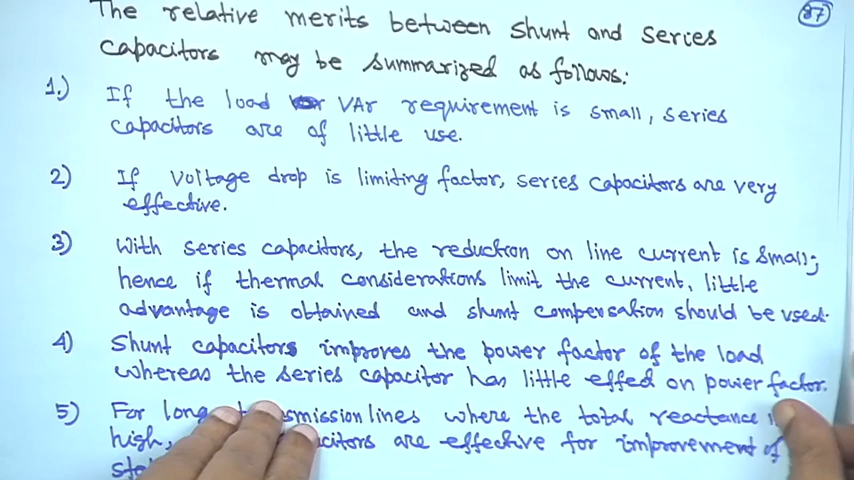 87
The relative merits between shunt and series
capacitors may be summarized as follows:
1.) If the load VAr requirement is small, series
capacitors are of little use.
2) If voltage drop is limiting factor, series capacitors are very
effective.
3) With series capacitors, the reduction on line current is small;
hence if thermal considerations limit the current, little
advantage is obtained and shunt compensation should be used.
4) Shunt capacitors improves the power factor of the load
whereas the series capacitor has little effect on power factor.
5) For long lines where the total reactance
high, are effective for improvement of